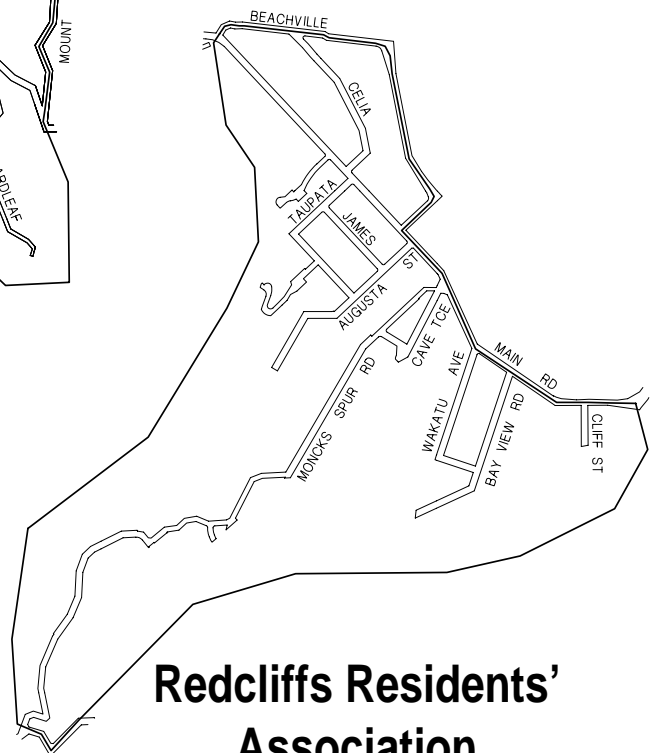 MOUNT
BEACHVILLE
CELIA
ARDLEAF
TAUPATA
JAMES
AUGUSTA ST
CAVE TCE
MONCKS SPUR RD
WAKATU AVE
MAIN RD
BAY VIEW RD
CLIFF ST
Redcliffs Residents’
Association